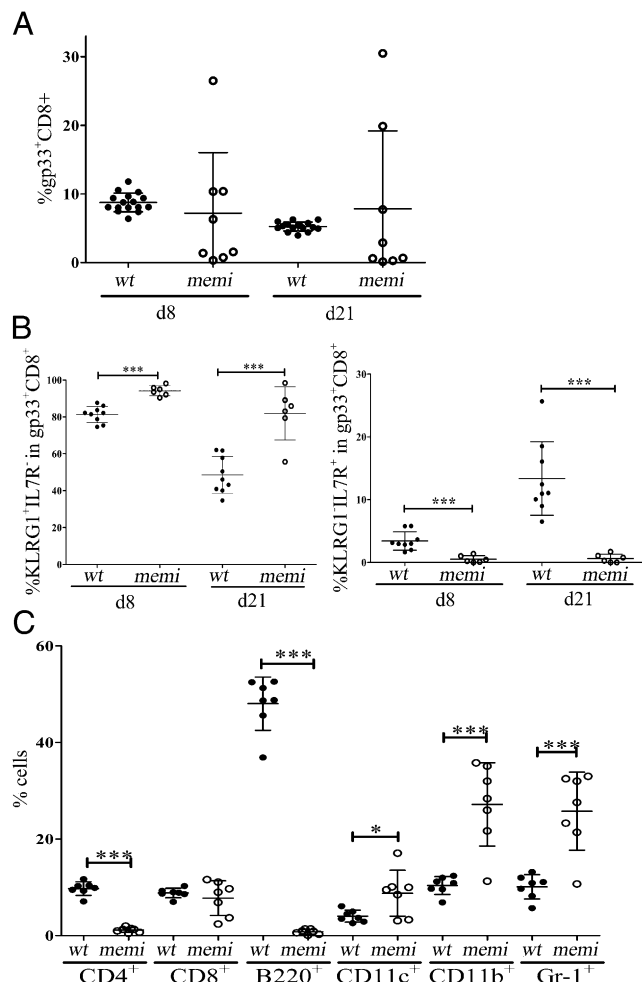 A
%gp33+CD8+
30
20
10
0
wt memi wt memi
d8 d21
B
%KLRG1+IL7R- in gp33+CD8+
100
80
60
40
20
0
*** ***
wt memi wt memi
d8 d21
%KLRG1-IL7R+ in gp33+CD8+
30
20
10
0
*** ***
wt memi wt memi
d8 d21
C
% cells
60
40
20
0
*** *** * *** ***
wt memi wt memi wt memi wt memi wt memi wt memi
CD4+ CD8+ B220+ CD11c+ CD11b+ Gr-1+